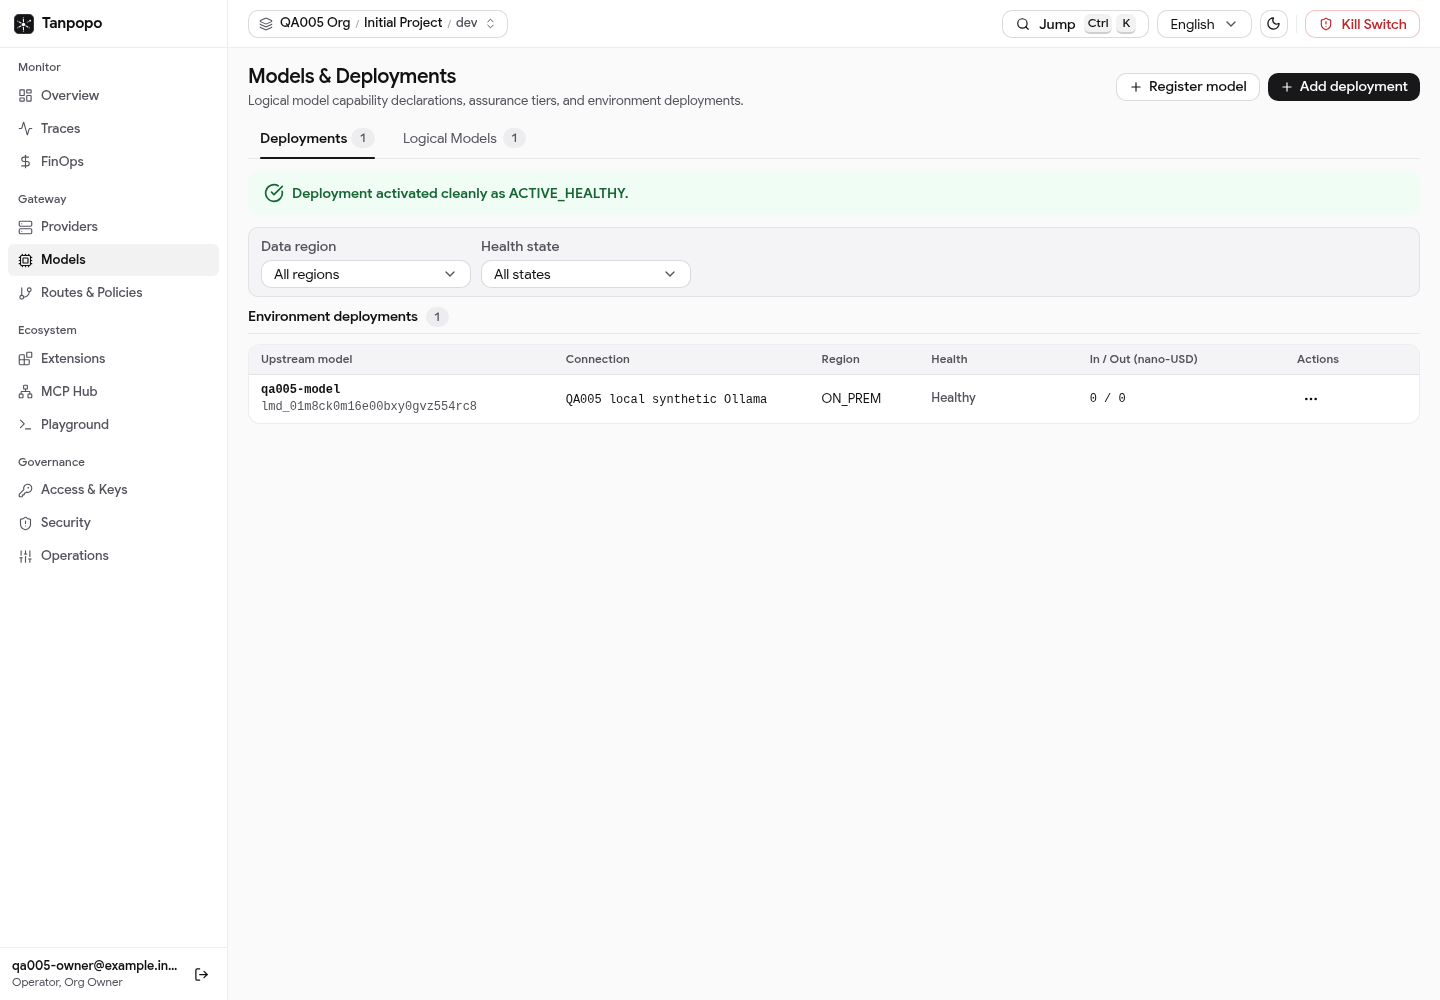 Tanpopo
QA005 Org / Initial Project / dev
Jump Ctrl K
English
Kill Switch
Monitor
Overview
Traces
FinOps
Gateway
Providers
Models
Routes & Policies
Ecosystem
Extensions
MCP Hub
Playground
Governance
Access & Keys
Security
Operations
qa005-owner@example.in...
Operator, Org Owner
Models & Deployments
Logical model capability declarations, assurance tiers, and environment deployments.
Register model
Add deployment
Deployments 1
Logical Models 1
Deployment activated cleanly as ACTIVE_HEALTHY.
Data region
All regions
Health state
All states
Environment deployments 1
Upstream model Connection Region Health In / Out (nano-USD) Actions
qa005-model
lmd_01m8ck0m16e00bxy0gvz554rc8
QA005 local synthetic Ollama ON_PREM Healthy 0 / 0